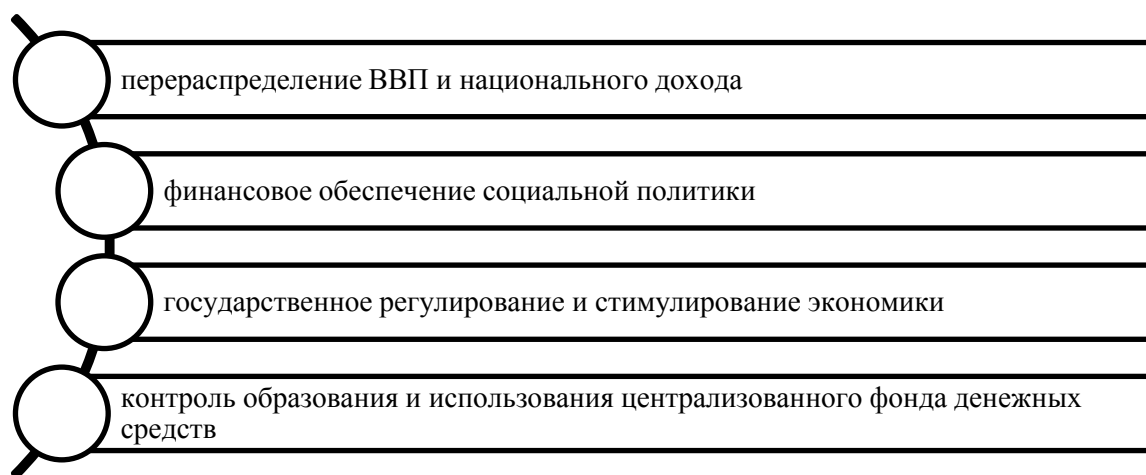 перераспределение ВВП и национального дохода
финансовое обеспечение социальной политики
государственное регулирование и стимулирование экономики
контроль образования и использования централизованного фонда денежных
средств